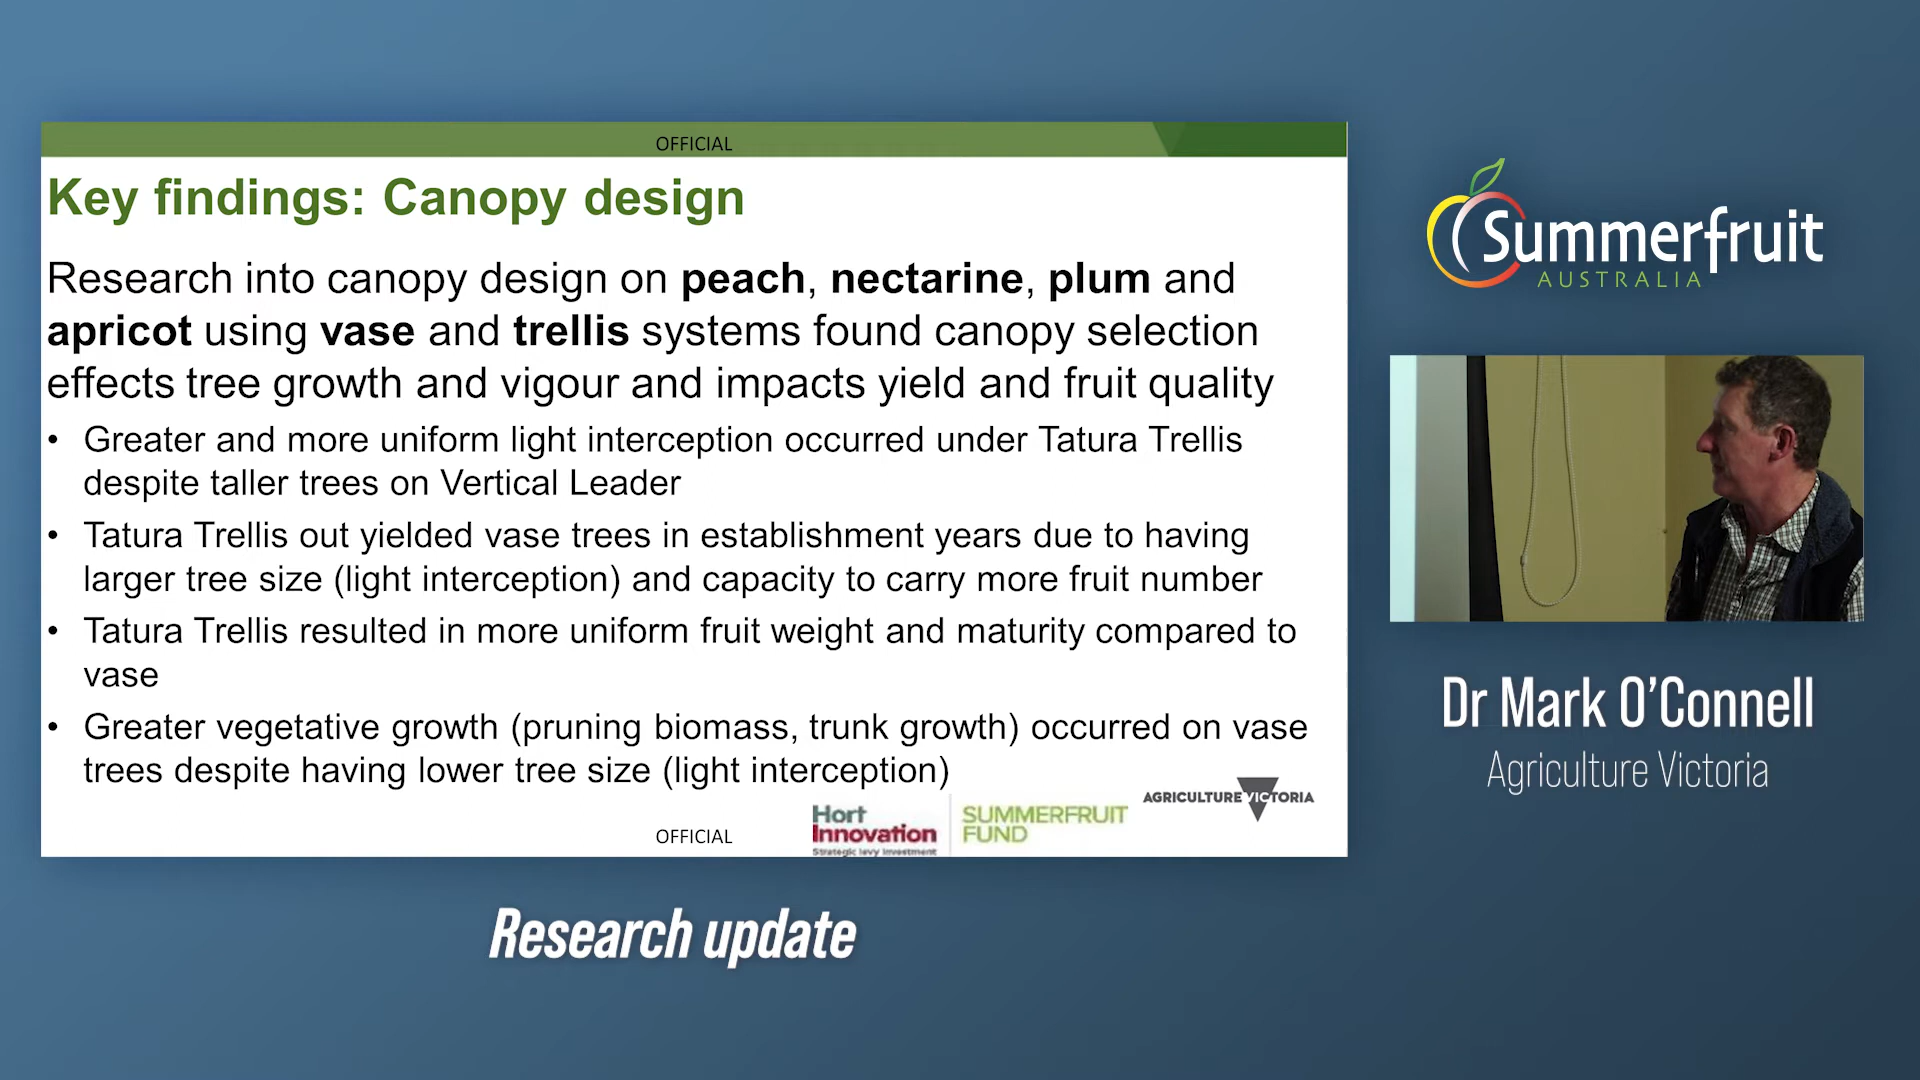 OFFICIAL
Key findings: Canopy design
Research into canopy design on peach, nectarine, plum and
apricot using vase and trellis systems found canopy selection
effects tree growth and vigour and impacts yield and fruit quality
• Greater and more uniform light interception occurred under Tatura Trellis
despite taller trees on Vertical Leader
• Tatura Trellis out yielded vase trees in establishment years due to having
larger tree size (light interception) and capacity to carry more fruit number
• Tatura Trellis resulted in more uniform fruit weight and maturity compared to
vase
• Greater vegetative growth (pruning biomass, trunk growth) occurred on vase
trees despite having lower tree size (light interception)
OFFICIAL
Hort
Innovation
Strategic levy investment
SUMMERFRUIT
FUND
AGRICULTURE VICTORIA
Research update
Summerfruit
AUSTRALIA
Dr Mark O'Connell
Agriculture Victoria